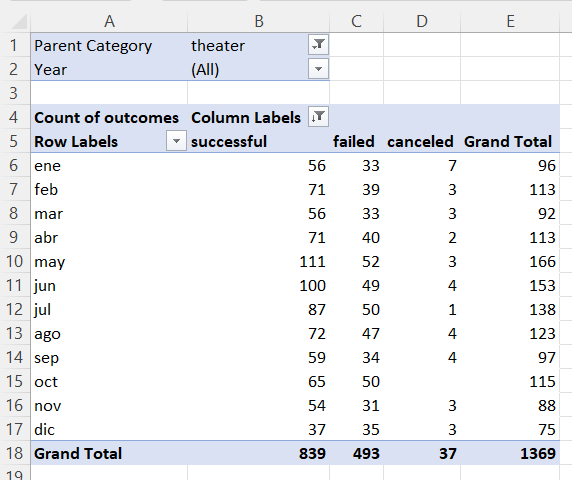 A B C D E
1 Parent Category theater
2 Year (All)
3
4 Count of outcomes Column Labels
5 Row Labels successful failed canceled Grand Total
6 ene 56 33 7 96
7 feb 71 39 3 113
8 mar 56 33 3 92
9 abr 71 40 2 113
10 may 111 52 3 166
11 jun 100 49 4 153
12 jul 87 50 1 138
13 ago 72 47 4 123
14 sep 59 34 4 97
15 oct 65 50 115
16 nov 54 31 3 88
17 dic 37 35 3 75
18 Grand Total 839 493 37 1369
19